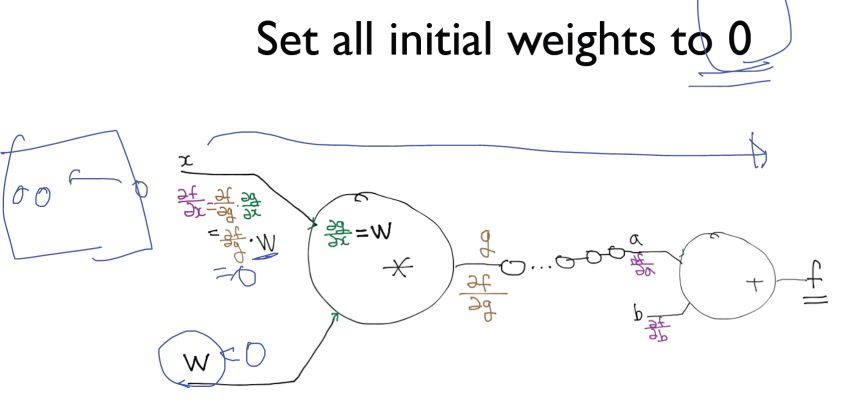 Set all initial weights to 0
x
∂f/∂x = ∂f/∂g · ∂g/∂x
= ∂f/∂g · W
= 0
∂g/∂x = W
*
g
∂f/∂g
...
a
∂f/∂a
b
∂f/∂b
+
f
W
0